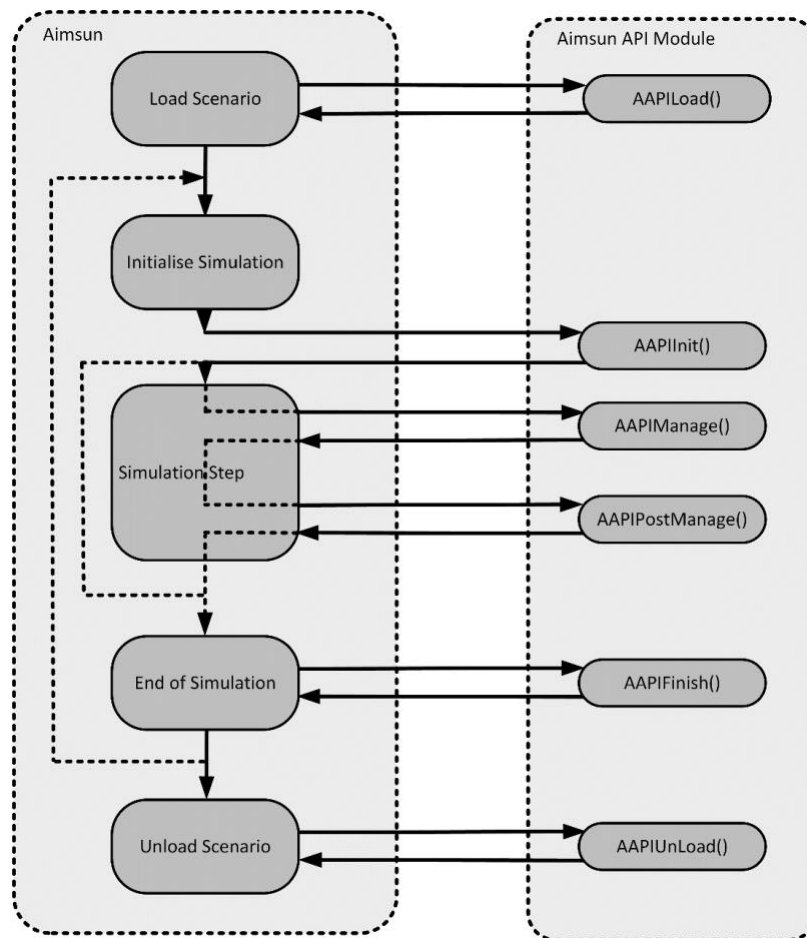 Aimsun
Aimsun API Module
Load Scenario
AAPILoad()
Initialise Simulation
AAPIInit()
AAPIManage()
Simulation Step
AAPIPostManage()
End of Simulation
AAPIFinish()
Unload Scenario
AAPIUnLoad()